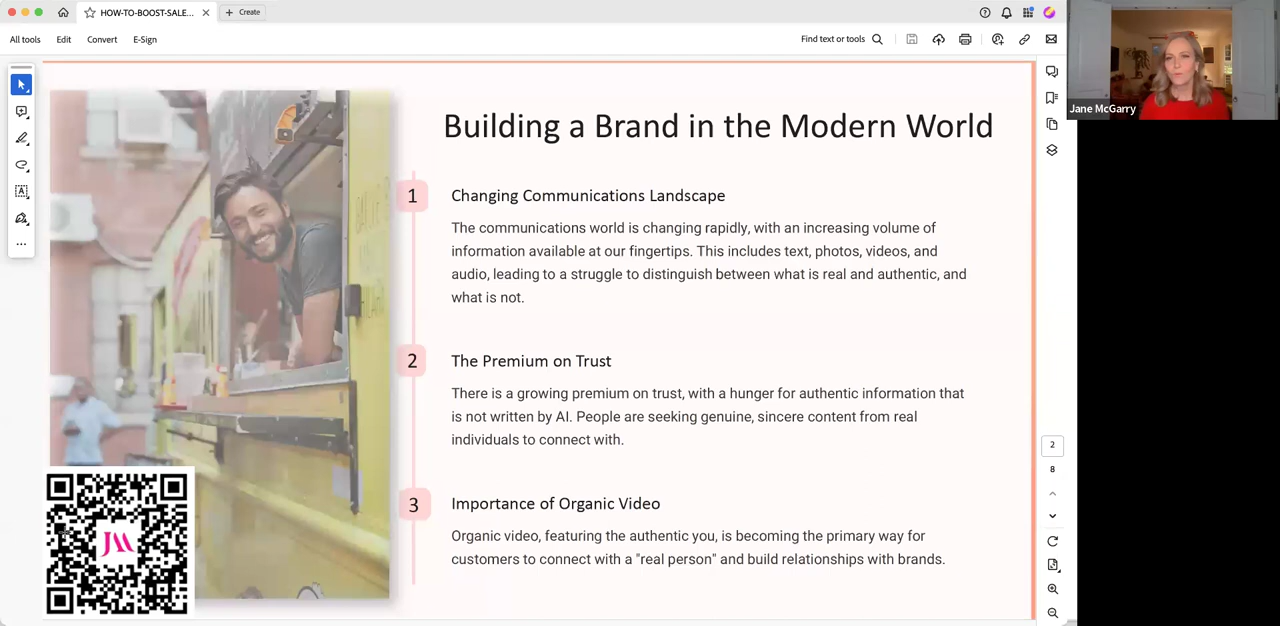 HOW-TO-BOOST-SALE...
Create
All tools
Edit
Convert
E-Sign
Find text or tools
Jane McGarry
Building a Brand in the Modern World
1
Changing Communications Landscape
The communications world is changing rapidly, with an increasing volume of
information available at our fingertips. This includes text, photos, videos, and
audio, leading to a struggle to distinguish between what is real and authentic, and
what is not.
2
The Premium on Trust
There is a growing premium on trust, with a hunger for authentic information that
is not written by AI. People are seeking genuine, sincere content from real
individuals to connect with.
3
Importance of Organic Video
Organic video, featuring the authentic you, is becoming the primary way for
customers to connect with a "real person" and build relationships with brands.
JM
2
8